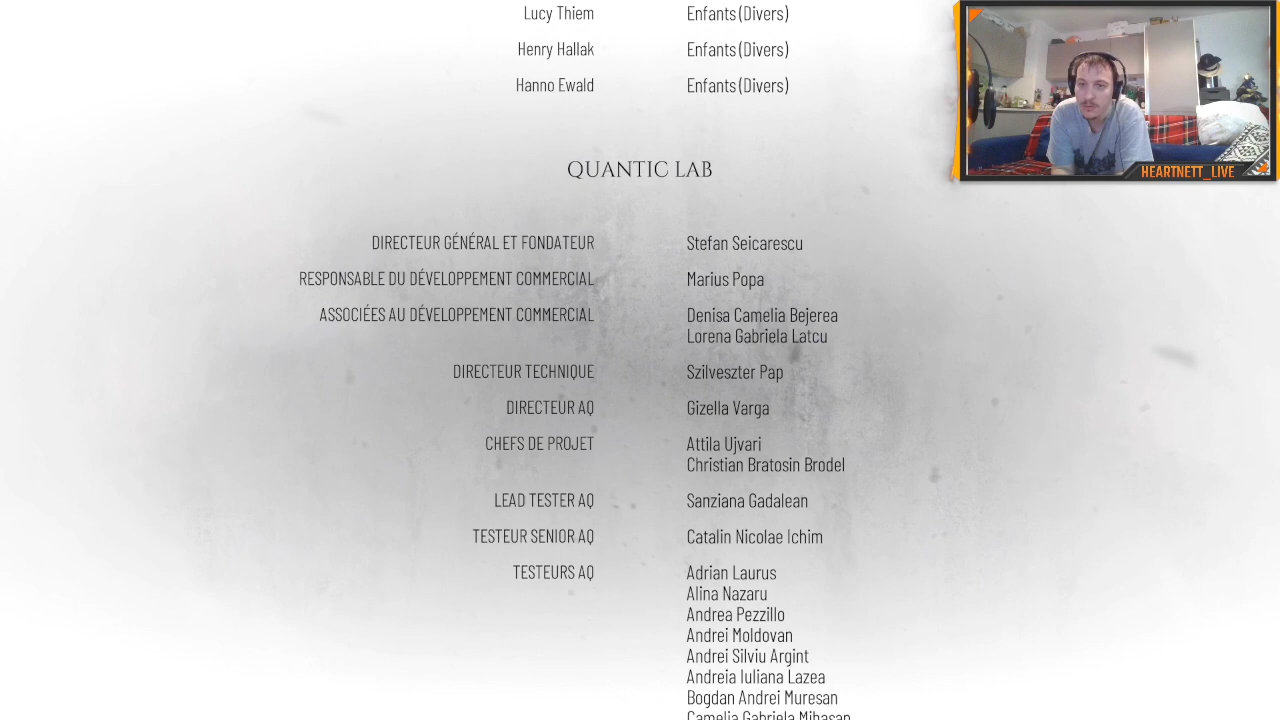 Lucy Thiem Enfants (Divers)
Henry Hallak Enfants (Divers)
Hanno Ewald Enfants (Divers)
HEARTNETT_LIVE
QUANTIC LAB
DIRECTEUR GÉNÉRAL ET FONDATEUR Stefan Seicarescu
RESPONSABLE DU DÉVELOPPEMENT COMMERCIAL Marius Popa
ASSOCIÉES AU DÉVELOPPEMENT COMMERCIAL Denisa Camelia Bejerea
Lorena Gabriela Latcu
DIRECTEUR TECHNIQUE Szilveszter Pap
DIRECTEUR AQ Gizella Varga
CHEFS DE PROJET Attila Ujvari
Christian Bratosin Brodel
LEAD TESTER AQ Sanziana Gadalean
TESTEUR SENIOR AQ Catalin Nicolae Ichim
TESTEURS AQ Adrian Laurus
Alina Nazaru
Andrea Pezzillo
Andrei Moldovan
Andrei Silviu Argint
Andreia Iuliana Lazea
Bogdan Andrei Muresan
Camelia Gabriela Mihasan